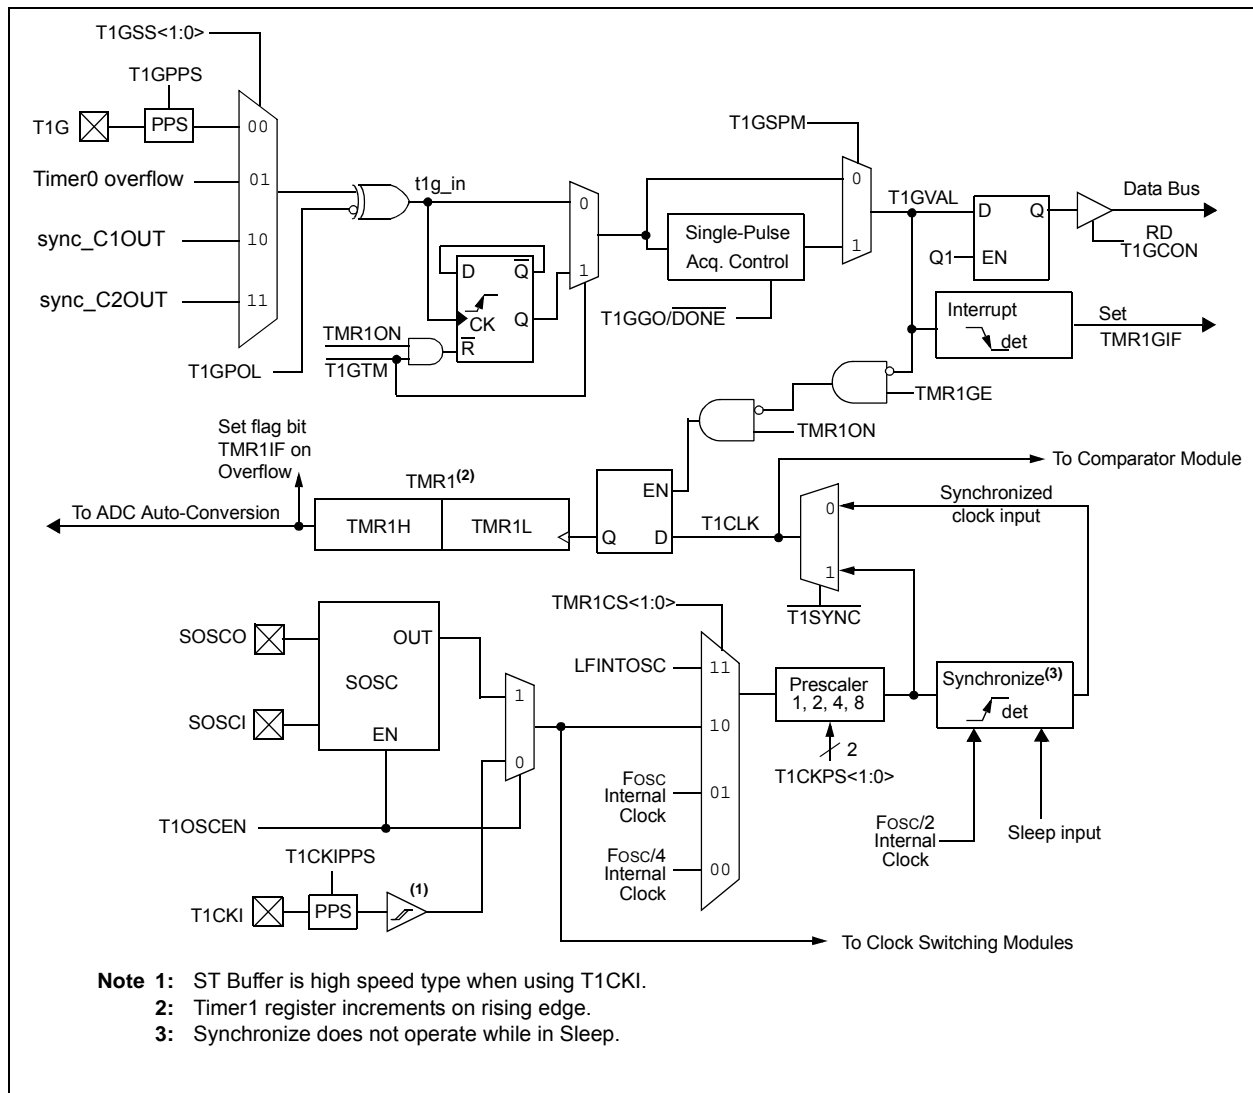 T1GSS<1:0>
T1GPPS
T1G
PPS
00
Timer0 overflow
01
sync_C1OUT
10
sync_C2OUT
11
T1GPOL
t1g_in
0
1
D
Q
CK
Q
R
TMR1ON
T1GTM
T1GSPM
0
1
Single-Pulse
Acq. Control
T1GGO/DONE
T1GVAL
D
Q
Q1
EN
Data Bus
RD
T1GCON
Interrupt
det
Set
TMR1GIF
TMR1GE
TMR1ON
Set flag bit
TMR1IF on
Overflow
TMR1(2)
To ADC Auto-Conversion
TMR1H
TMR1L
EN
Q
D
T1CLK
To Comparator Module
0
1
Synchronized
clock input
T1SYNC
SOSCO
OUT
SOSC
SOSCI
EN
1
0
T1OSCEN
T1CKIPPS
T1CKI
PPS
(1)
TMR1CS<1:0>
LFINTOSC
11
10
FOSC
Internal
Clock
01
FOSC/4
Internal
Clock
00
Prescaler
1, 2, 4, 8
2
T1CKPS<1:0>
Synchronize(3)
det
FOSC/2
Internal
Clock
Sleep input
To Clock Switching Modules
Note 1: ST Buffer is high speed type when using T1CKI.
2: Timer1 register increments on rising edge.
3: Synchronize does not operate while in Sleep.